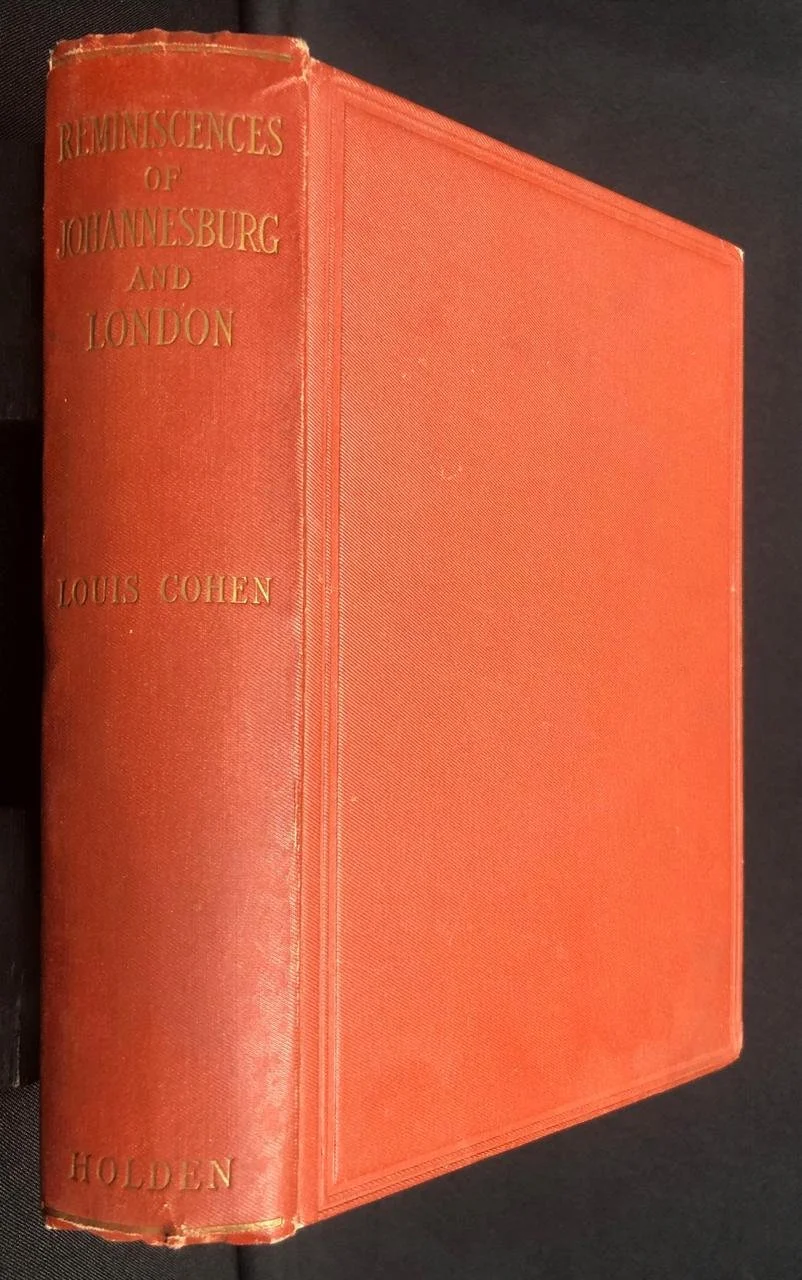 REMINISCENCES
OF
JOHANNESBURG
AND
LONDON
LOUIS COHEN
HOLDEN